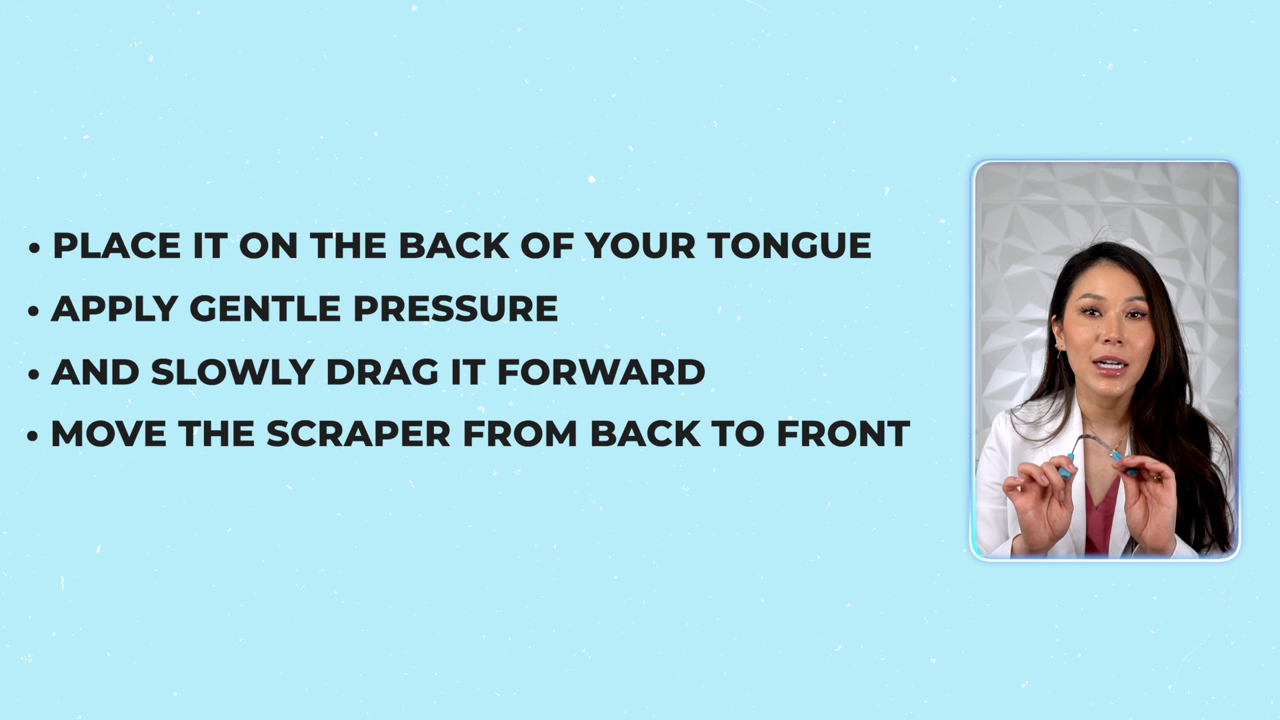 • PLACE IT ON THE BACK OF YOUR TONGUE
• APPLY GENTLE PRESSURE
• AND SLOWLY DRAG IT FORWARD
• MOVE THE SCRAPER FROM BACK TO FRONT